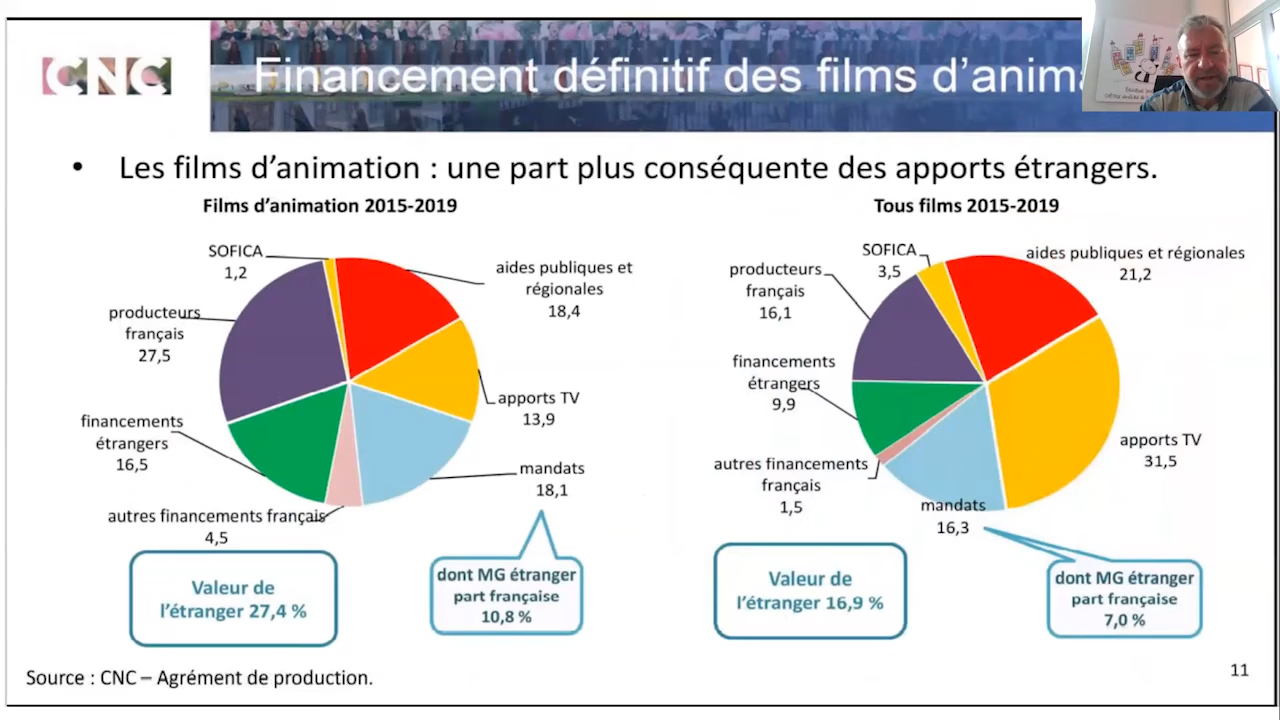 CNC
Financement définitif des films d’anima
• Les films d’animation : une part plus conséquente des apports étrangers.
Films d’animation 2015-2019
SOFICA
1,2
aides publiques et
régionales
18,4
producteurs
français
27,5
apports TV
13,9
financements
étrangers
16,5
mandats
18,1
autres financements français
4,5
Valeur de
l’étranger 27,4 %
dont MG étranger
part française
10,8 %
Tous films 2015-2019
SOFICA
3,5
aides publiques et régionales
21,2
producteurs
français
16,1
financements
étrangers
9,9
apports TV
31,5
autres financements
français
1,5
mandats
16,3
Valeur de
l’étranger 16,9 %
dont MG étranger
part française
7,0 %
Source : CNC – Agrément de production.
11